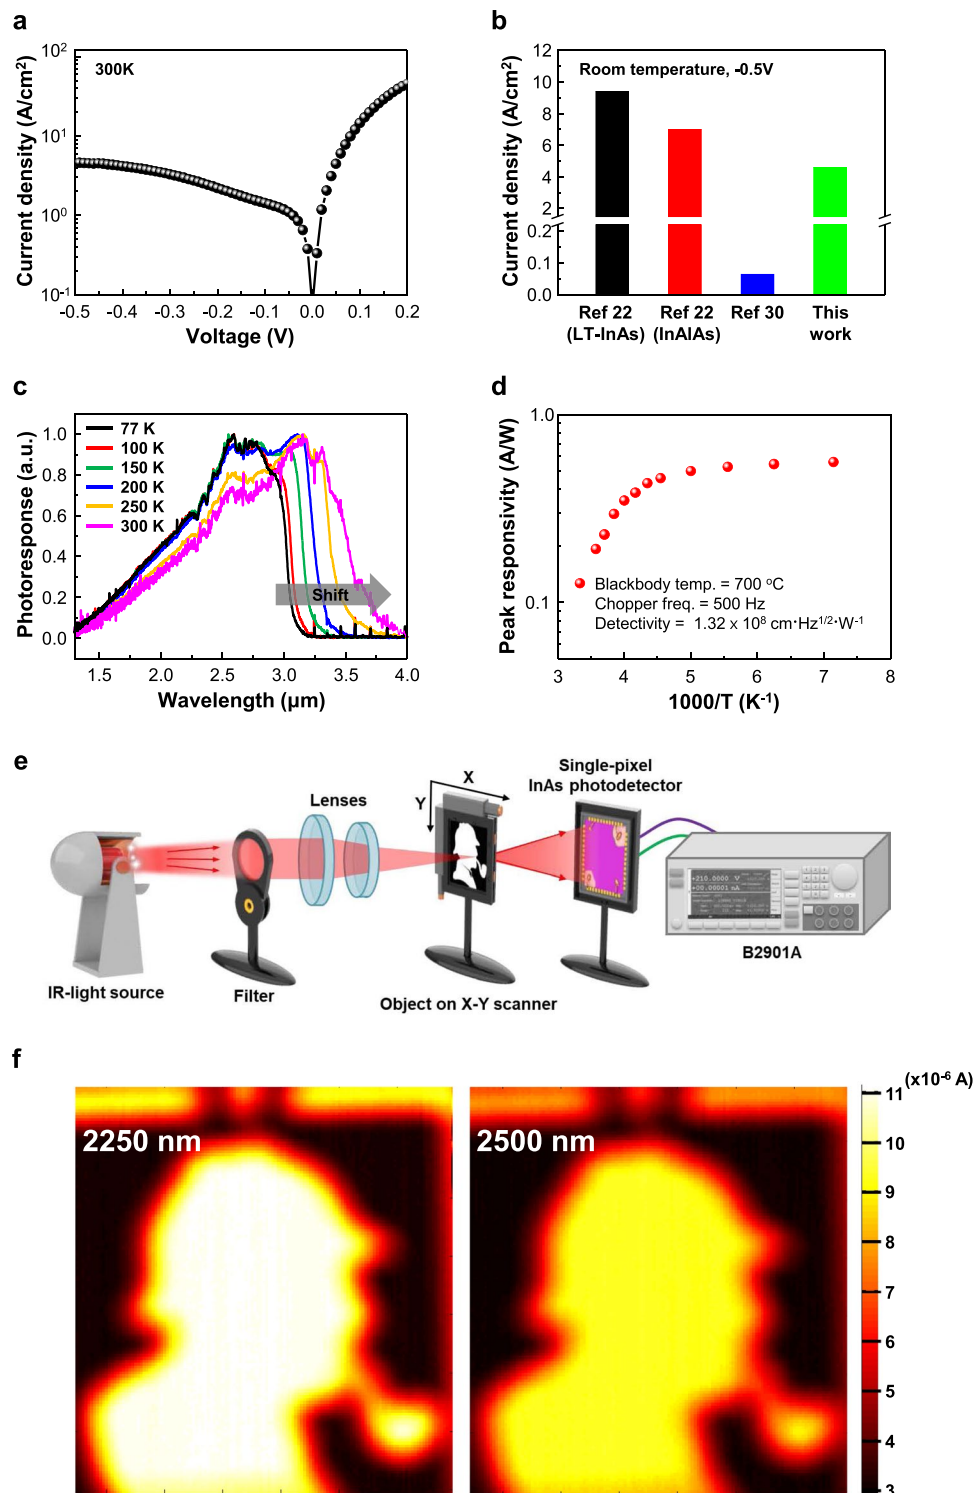 a
300K
10²
10¹
10⁰
10⁻¹
Current density (A/cm²)
-0.5 -0.4 -0.3 -0.2 -0.1 0.0 0.1 0.2
Voltage (V)
b
Room temperature, -0.5V
12
10
8
6
4
2
0.2
0.1
0.0
Current density (A/cm²)
Ref 22 (LT-InAs)
Ref 22 (InAlAs)
Ref 30
This work
c
77 K
100 K
150 K
200 K
250 K
300 K
Shift
1.0
0.8
0.6
0.4
0.2
0.0
Photoresponse (a.u.)
1.5 2.0 2.5 3.0 3.5 4.0
Wavelength (μm)
d
1.0
0.1
Peak responsivity (A/W)
Blackbody temp. = 700 °C
Chopper freq. = 500 Hz
Detectivity = 1.32 x 10⁸ cm·Hz¹ᐟ²·W⁻¹
3 4 5 6 7 8
1000/T (K⁻¹)
e
IR-light source
Filter
Lenses
X
Y
Object on X-Y scanner
Single-pixel
InAs photodetector
+210.0000 V
+00.00001 nA
B2901A
f
2250 nm
2500 nm
(x10⁻⁶ A)
11
10
9
8
7
6
5
4
3